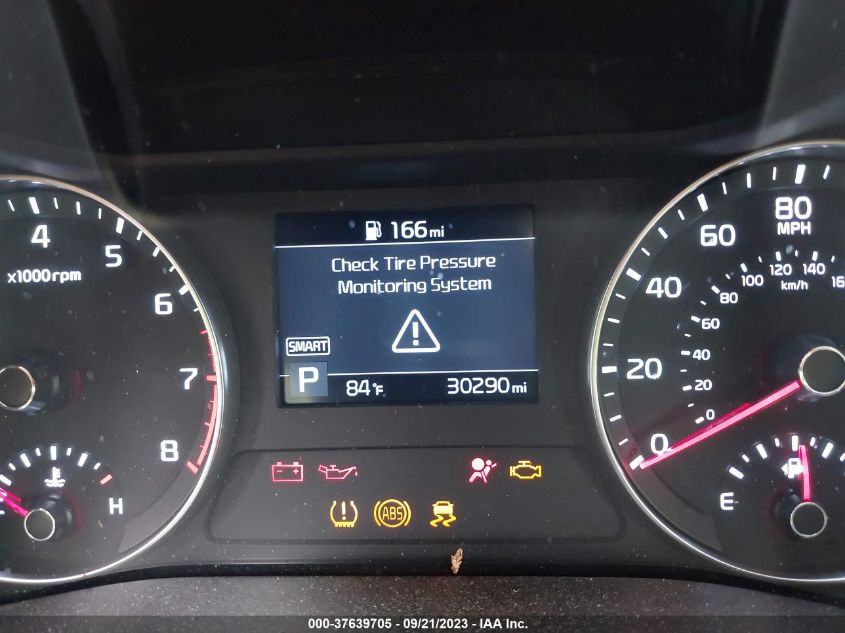 166mi
Check Tire Pressure
Monitoring System
SMART
P
84°F
30290mi
4
5
6
7
8
x1000rpm
H
ABS
0
20
40
60
80
MPH
0
20
40
60
80
100
120
140
km/h
E
000-37639705 - 09/21/2023 - IAA Inc.